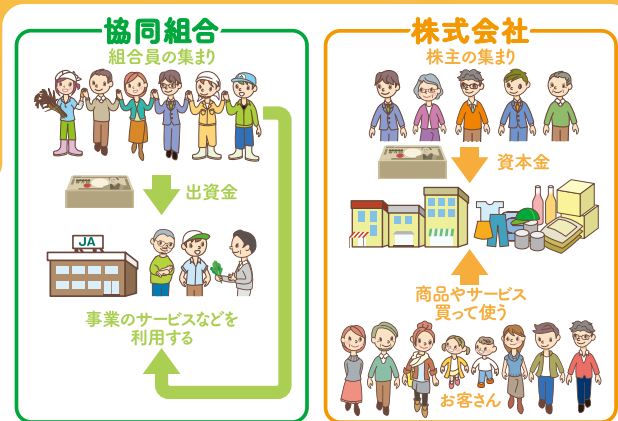 協同組合
組合員の集まり
出資金
JA
事業のサービスなどを
利用する
株式会社
株主の集まり
資本金
商品やサービス
買って使う
お客さん